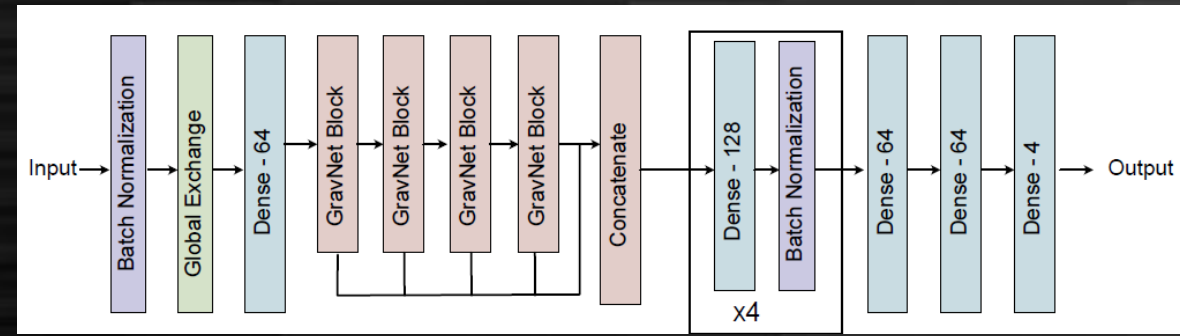 Input
Batch Normalization
Global Exchange
Dense - 64
GravNet Block
GravNet Block
GravNet Block
GravNet Block
Concatenate
Dense - 128
Batch Normalization
x4
Dense - 64
Dense - 64
Dense - 4
Output